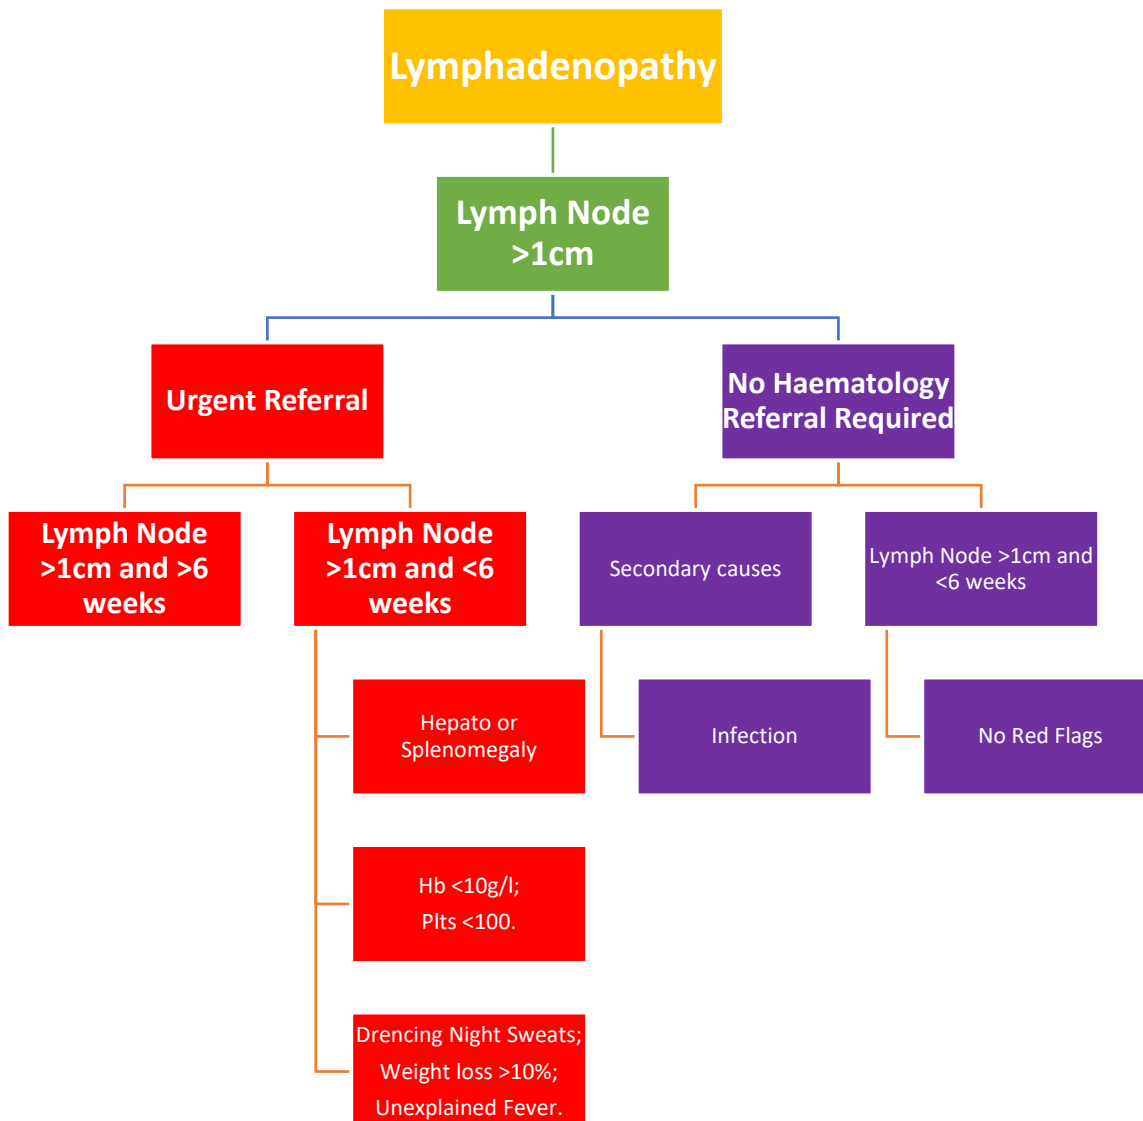 Lymphadenopathy
Lymph Node
>1cm
Urgent Referral
No Haematology
Referral Required
Lymph Node
>1cm and >6
weeks
Lymph Node
>1cm and <6
weeks
Secondary causes
Lymph Node >1cm and
<6 weeks
Hepato or
Splenomegaly
Infection
No Red Flags
Hb <10g/l;
Plts <100.
Drencing Night Sweats;
Weight loss >10%;
Unexplained Fever.